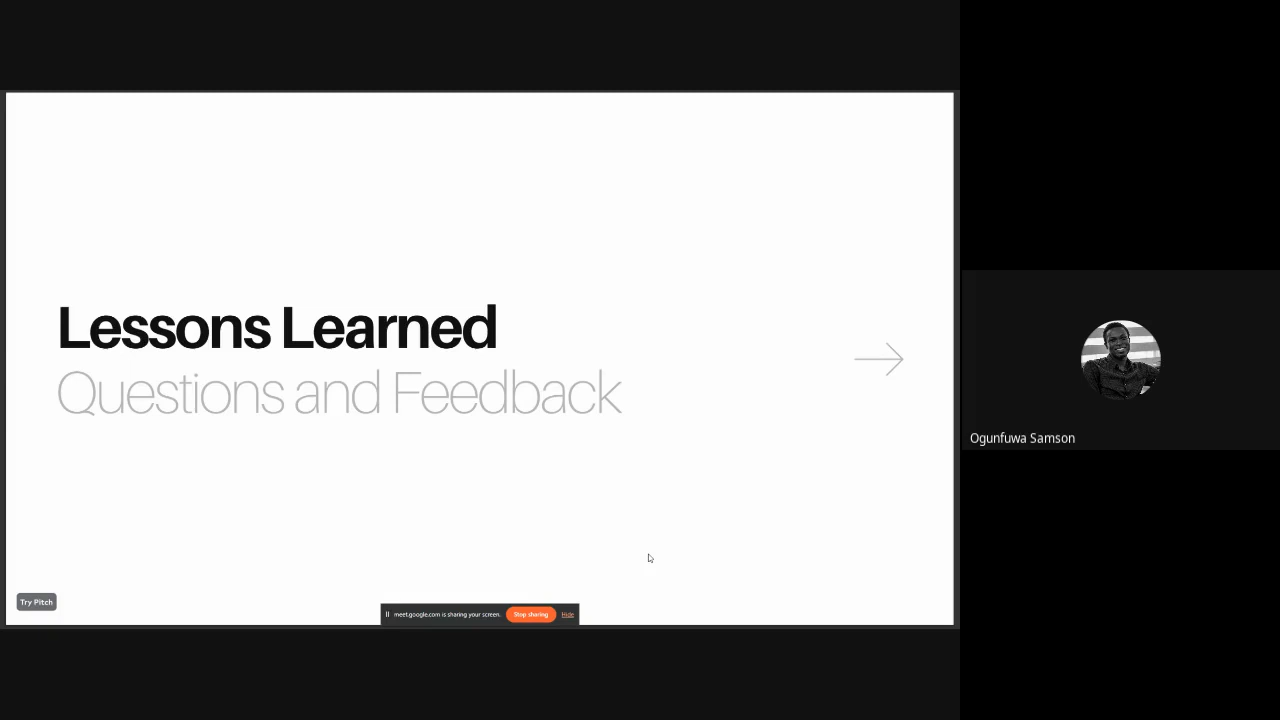 Lessons Learned
Questions and Feedback
Try Pitch
meet.google.com is sharing your screen.
Stop sharing
Hide
Ogunfuwa Samson